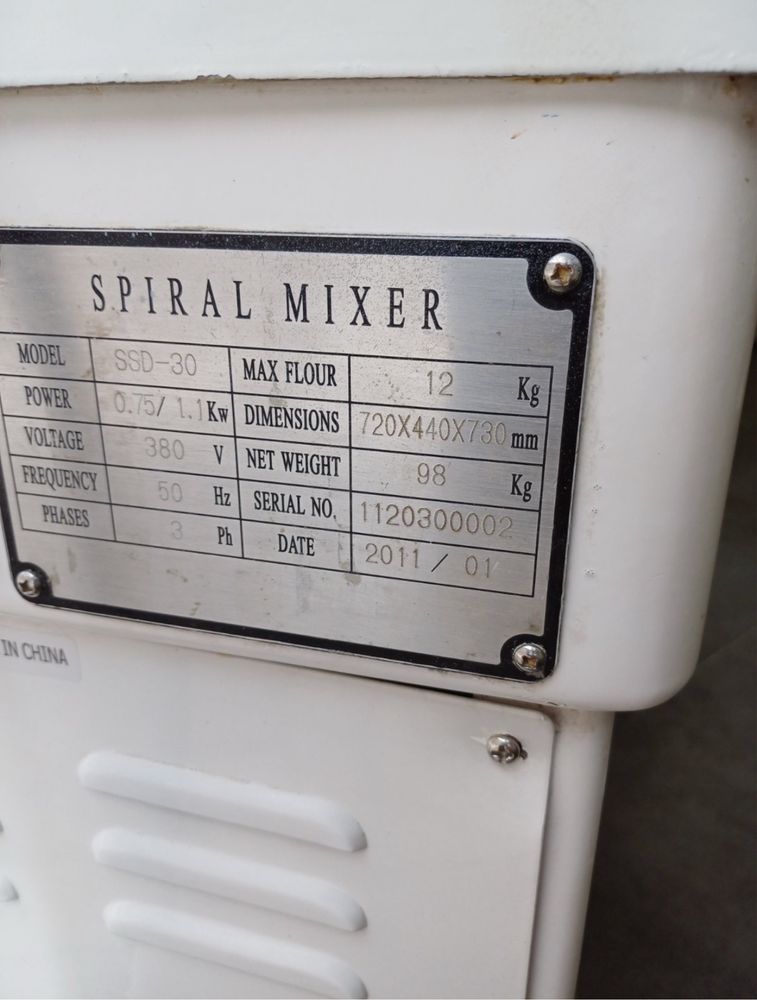 SPIRAL MIXER
MODEL SSD-30 MAX FLOUR 12 Kg
POWER 0.75/ 1.1 Kw DIMENSIONS 720X440X730 mm
VOLTAGE 380 V NET WEIGHT 98 Kg
FREQUENCY 50 Hz SERIAL NO. 1120300002
PHASES 3 Ph DATE 2011 / 01
IN CHINA